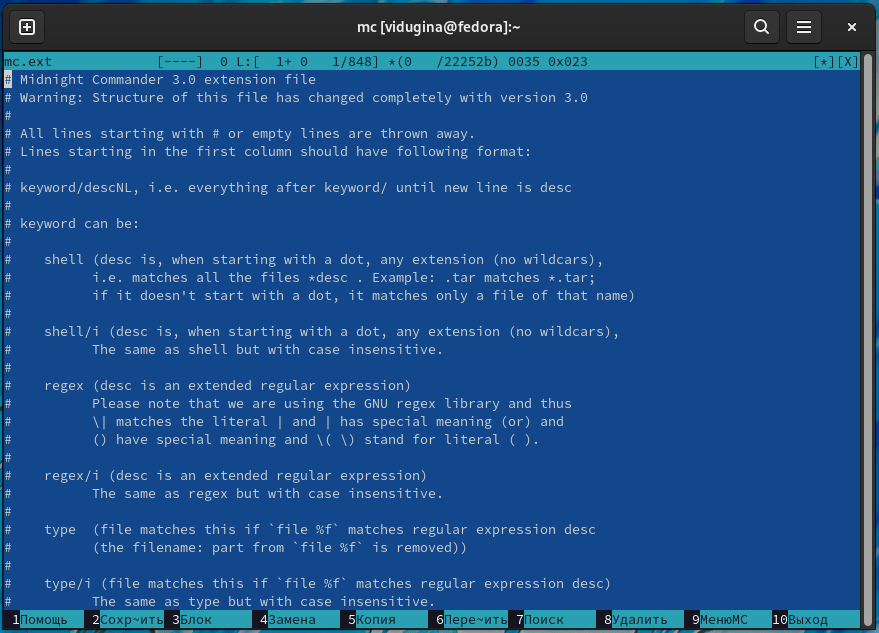 mc [vidugina@fedora]:~
mc.ext [----] 0 L:[ 1+ 0 1/848] *(0 /22252b) 0035 0x023 [*][X]
# Midnight Commander 3.0 extension file
# Warning: Structure of this file has changed completely with version 3.0
#
# All lines starting with # or empty lines are thrown away.
# Lines starting in the first column should have following format:
#
# keyword/descNL, i.e. everything after keyword/ until new line is desc
#
# keyword can be:
#
# shell (desc is, when starting with a dot, any extension (no wildcars),
# i.e. matches all the files *desc . Example: .tar matches *.tar;
# if it doesn't start with a dot, it matches only a file of that name)
#
# shell/i (desc is, when starting with a dot, any extension (no wildcars),
# The same as shell but with case insensitive.
#
# regex (desc is an extended regular expression)
# Please note that we are using the GNU regex library and thus
# \| matches the literal | and | has special meaning (or) and
# () have special meaning and \( \) stand for literal ( ).
#
# regex/i (desc is an extended regular expression)
# The same as regex but with case insensitive.
#
# type (file matches this if `file %f` matches regular expression desc
# (the filename: part from `file %f` is removed))
#
# type/i (file matches this if `file %f` matches regular expression desc)
# The same as type but with case insensitive.
1Помощь 2Сохр~ить 3Блок 4Замена 5Копия 6Пере~ить 7Поиск 8Удалить 9МенюMC 10Выход